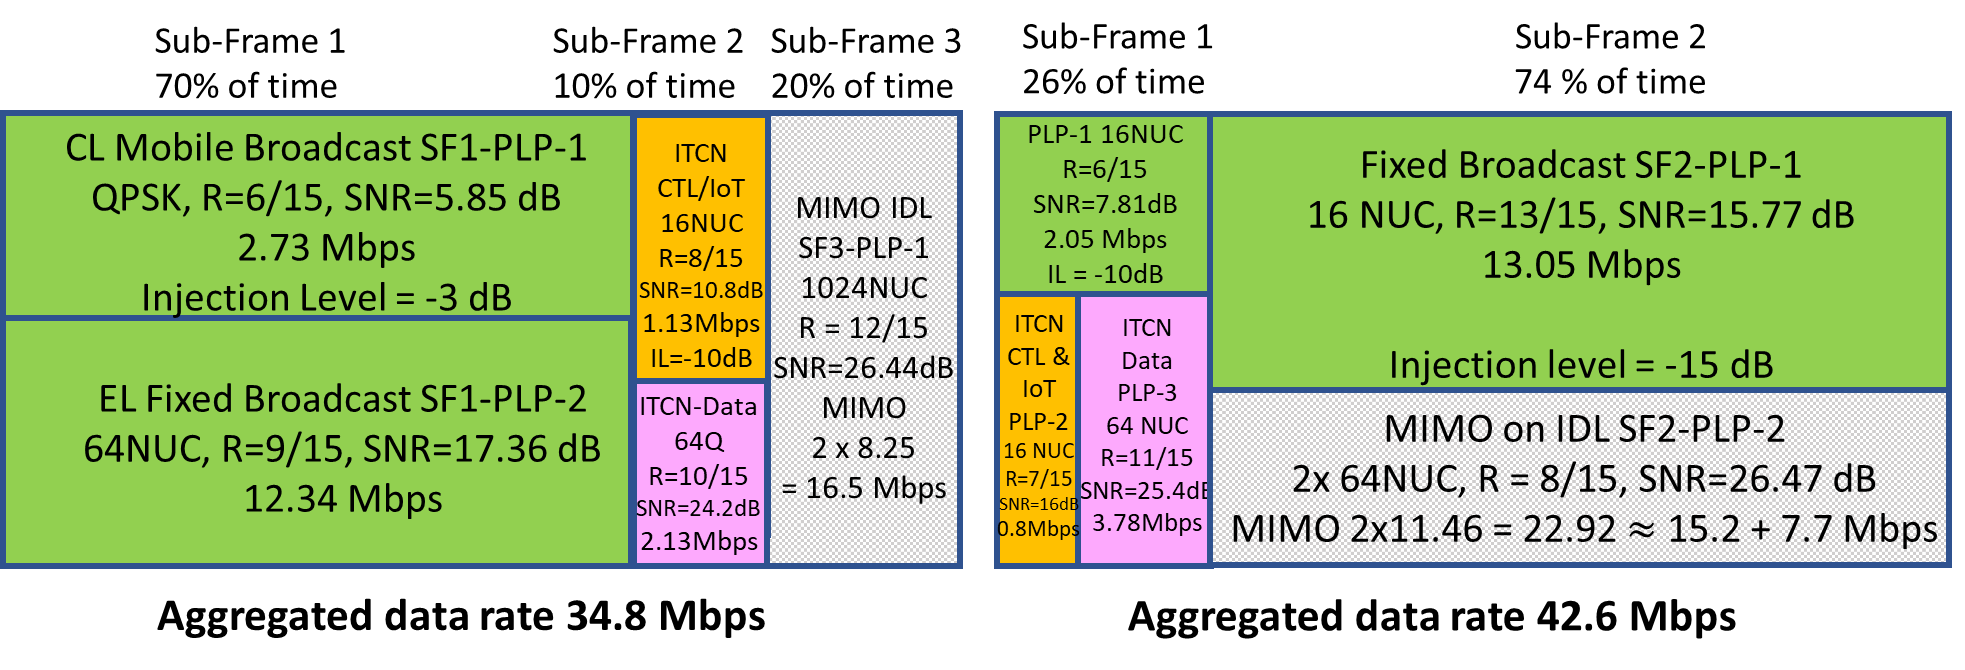 Sub-Frame 1
70% of time
Sub-Frame 2
10% of time
Sub-Frame 3
20% of time
CL Mobile Broadcast SF1-PLP-1
QPSK, R=6/15, SNR=5.85 dB
2.73 Mbps
Injection Level = -3 dB
EL Fixed Broadcast SF1-PLP-2
64NUC, R=9/15, SNR=17.36 dB
12.34 Mbps
ITCN
CTL/IoT
16NUC
R=8/15
SNR=10.8dB
1.13Mbps
IL=-10dB
ITCN-Data
64Q
R=10/15
SNR=24.2dB
2.13Mbps
MIMO IDL
SF3-PLP-1
1024NUC
R = 12/15
SNR=26.44dB
MIMO
2 x 8.25
= 16.5 Mbps
Aggregated data rate 34.8 Mbps
Sub-Frame 1
26% of time
Sub-Frame 2
74 % of time
PLP-1 16NUC
R=6/15
SNR=7.81dB
2.05 Mbps
IL = -10dB
ITCN
CTL &
IoT
PLP-2
16 NUC
R=7/15
SNR=16dB
0.8Mbps
ITCN
Data
PLP-3
64 NUC
R=11/15
SNR=25.4dB
3.78Mbps
Fixed Broadcast SF2-PLP-1
16 NUC, R=13/15, SNR=15.77 dB
13.05 Mbps
Injection level = -15 dB
MIMO on IDL SF2-PLP-2
2x 64NUC, R = 8/15, SNR=26.47 dB
MIMO 2x11.46 = 22.92 ≈ 15.2 + 7.7 Mbps
Aggregated data rate 42.6 Mbps